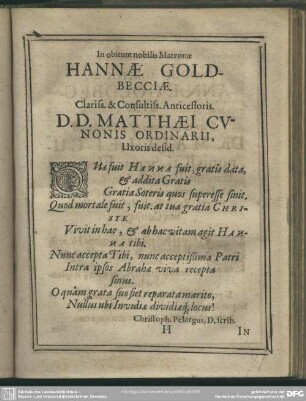 In obitum nobilis Matronæ
HANNÆ GOLD-
BECCIÆ.
Clariss. & Consultiss. Antecessoris.
D.D. MATTHÆI CV-
NONIS ORDINARII,
Uxoris desid.
QVæ fuit HANNA fuit, gratis data,
& addita Gratis
Gratia Soteris quos superesse sinit.
Quod mortale fuit, fuit. at tua gratia CHRI-
STE
Vivit in hac, & ab hac vitam agit HAN-
NA tibi.
Nunc accepta Tibi, nunc acceptissima Patri
Intra ipsos Abrahæ viva recepta
sinus.
O quàm grata suo siet reparata marito,
Nullus ubi Invidiæ dividiæq; locus!
Christoph. Pelargus, D. scrib.
H IN